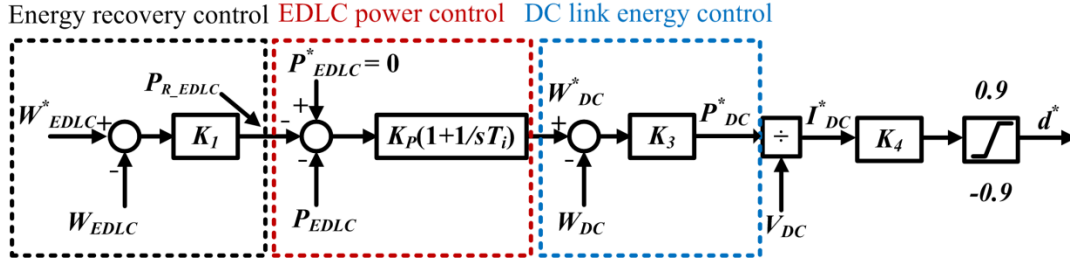 Energy recovery control EDLC power control DC link energy control
P*EDLC = 0
PR_EDLC
W*EDLC
+
-
K1
WEDLC
+
-
-
KP(1+1/sTi)
PEDLC
W*DC
+
-
K3
WDC
P*DC
÷
VDC
I*DC
K4
0.9
-0.9
d*